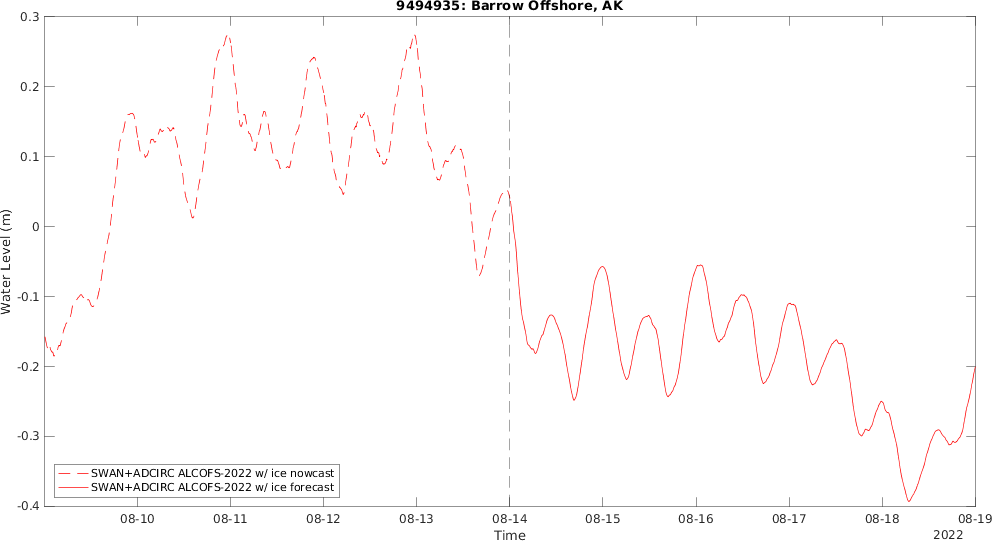 9494935: Barrow Offshore, AK
0.3
0.2
0.1
0
-0.1
-0.2
-0.3
-0.4
Water Level (m)
SWAN+ADCIRC ALCOFS-2022 w/ ice nowcast
SWAN+ADCIRC ALCOFS-2022 w/ ice forecast
08-10 08-11 08-12 08-13 08-14 08-15 08-16 08-17 08-18 08-19
Time
2022